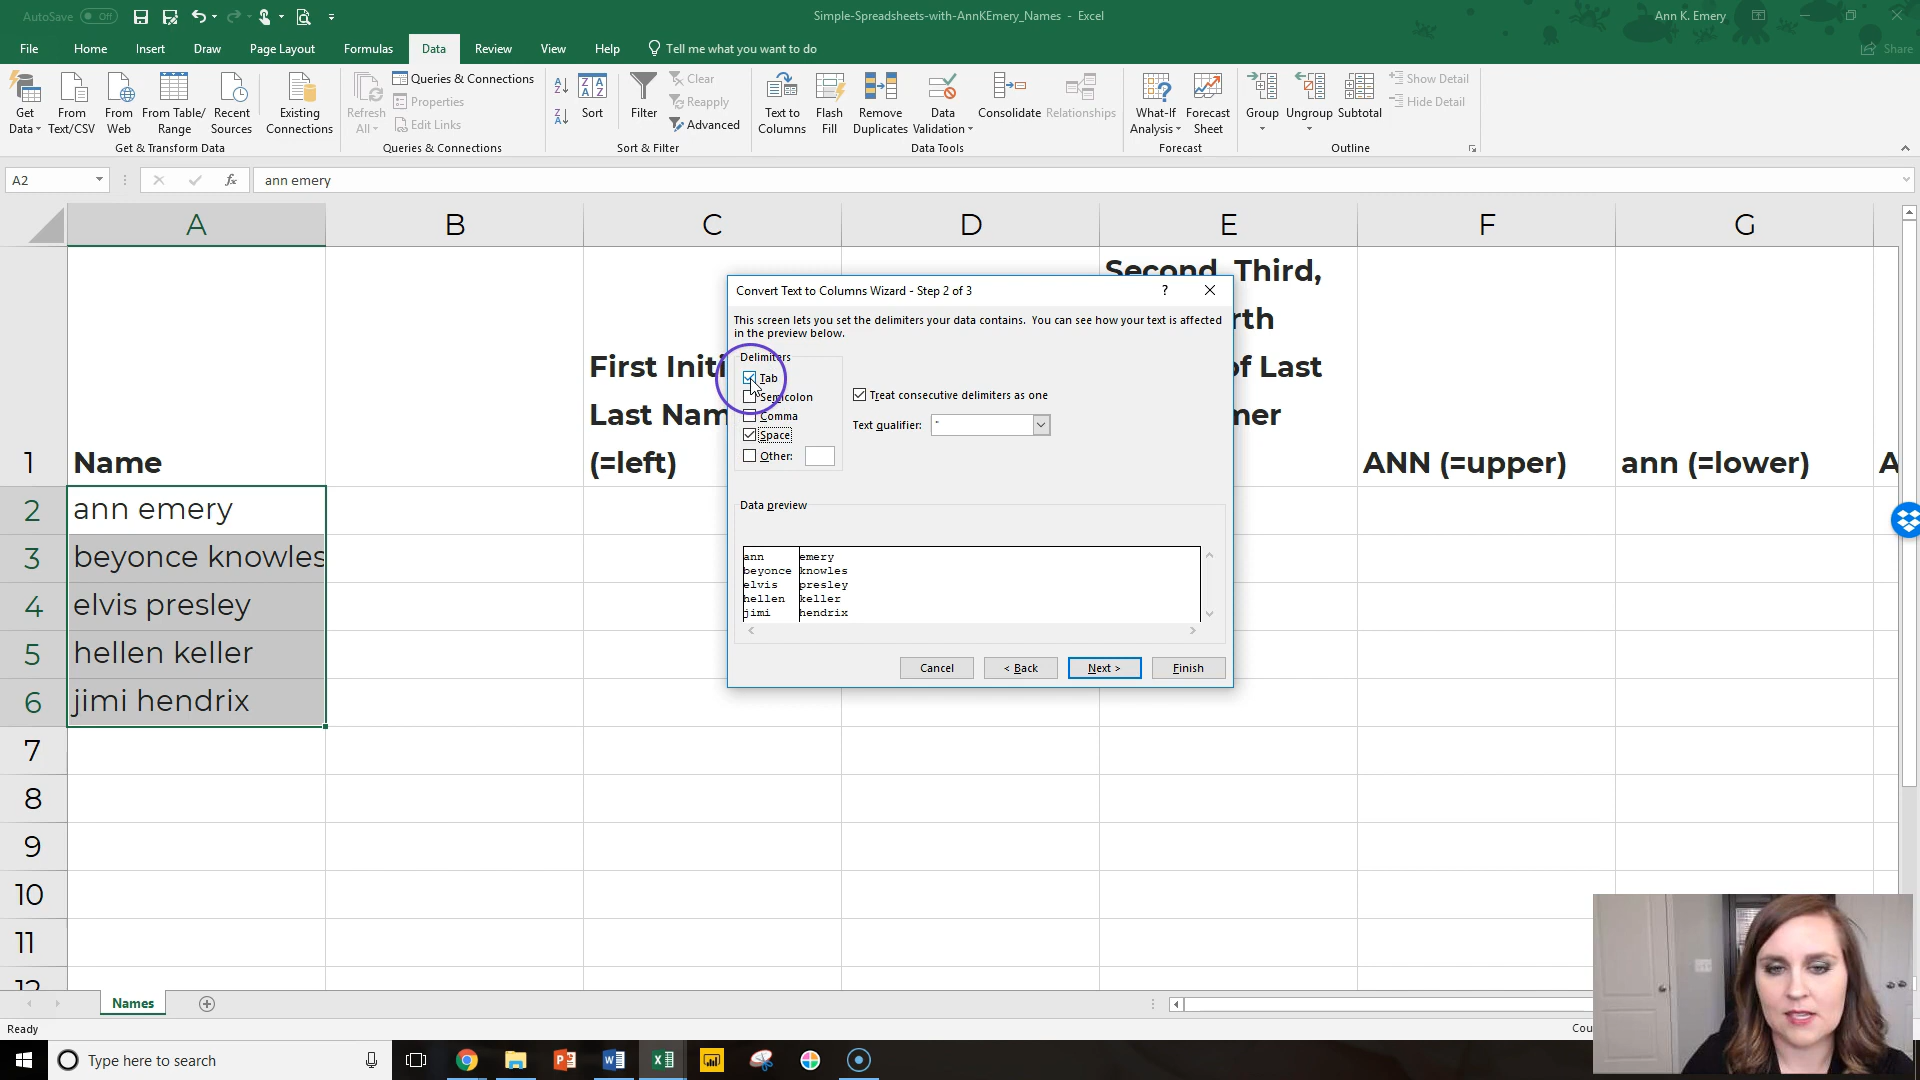 AutoSave Off
Simple-Spreadsheets-with-AnnKEmery_Names - Excel
Ann K. Emery
File Home Insert Draw Page Layout Formulas Data Review View Help Tell me what you want to do
Share
Get Data
From Text/CSV
From Web
From Table/ Range
Recent Sources
Existing Connections
Get & Transform Data
Refresh All
Queries & Connections
Properties
Edit Links
Queries & Connections
Sort
Filter
Clear
Reapply
Advanced
Sort & Filter
Text to Columns
Flash Fill
Remove Duplicates
Data Validation
Consolidate
Relationships
Data Tools
What-If Analysis
Forecast Sheet
Forecast
Group
Ungroup
Subtotal
Show Detail
Hide Detail
Outline
A2
fx
ann emery
A B C D E F G
1
Name
First Initi
Last Nam
(=left)
Second, Third,
rth
of Last
mer
ANN (=upper)
ann (=lower)
A
2 ann emery
3 beyonce knowles
4 elvis presley
5 hellen keller
6 jimi hendrix
7
8
9
10
11
12
Convert Text to Columns Wizard - Step 2 of 3
? 
This screen lets you set the delimiters your data contains. You can see how your text is affected
in the preview below.
Delimiters
Tab
Semicolon
Comma
Space
Other:
Treat consecutive delimiters as one
Text qualifier: "
Data preview
ann emery
beyonce knowles
elvis presley
hellen keller
jimi hendrix
Cancel < Back Next > Finish
Names
Ready
Cou
Type here to search